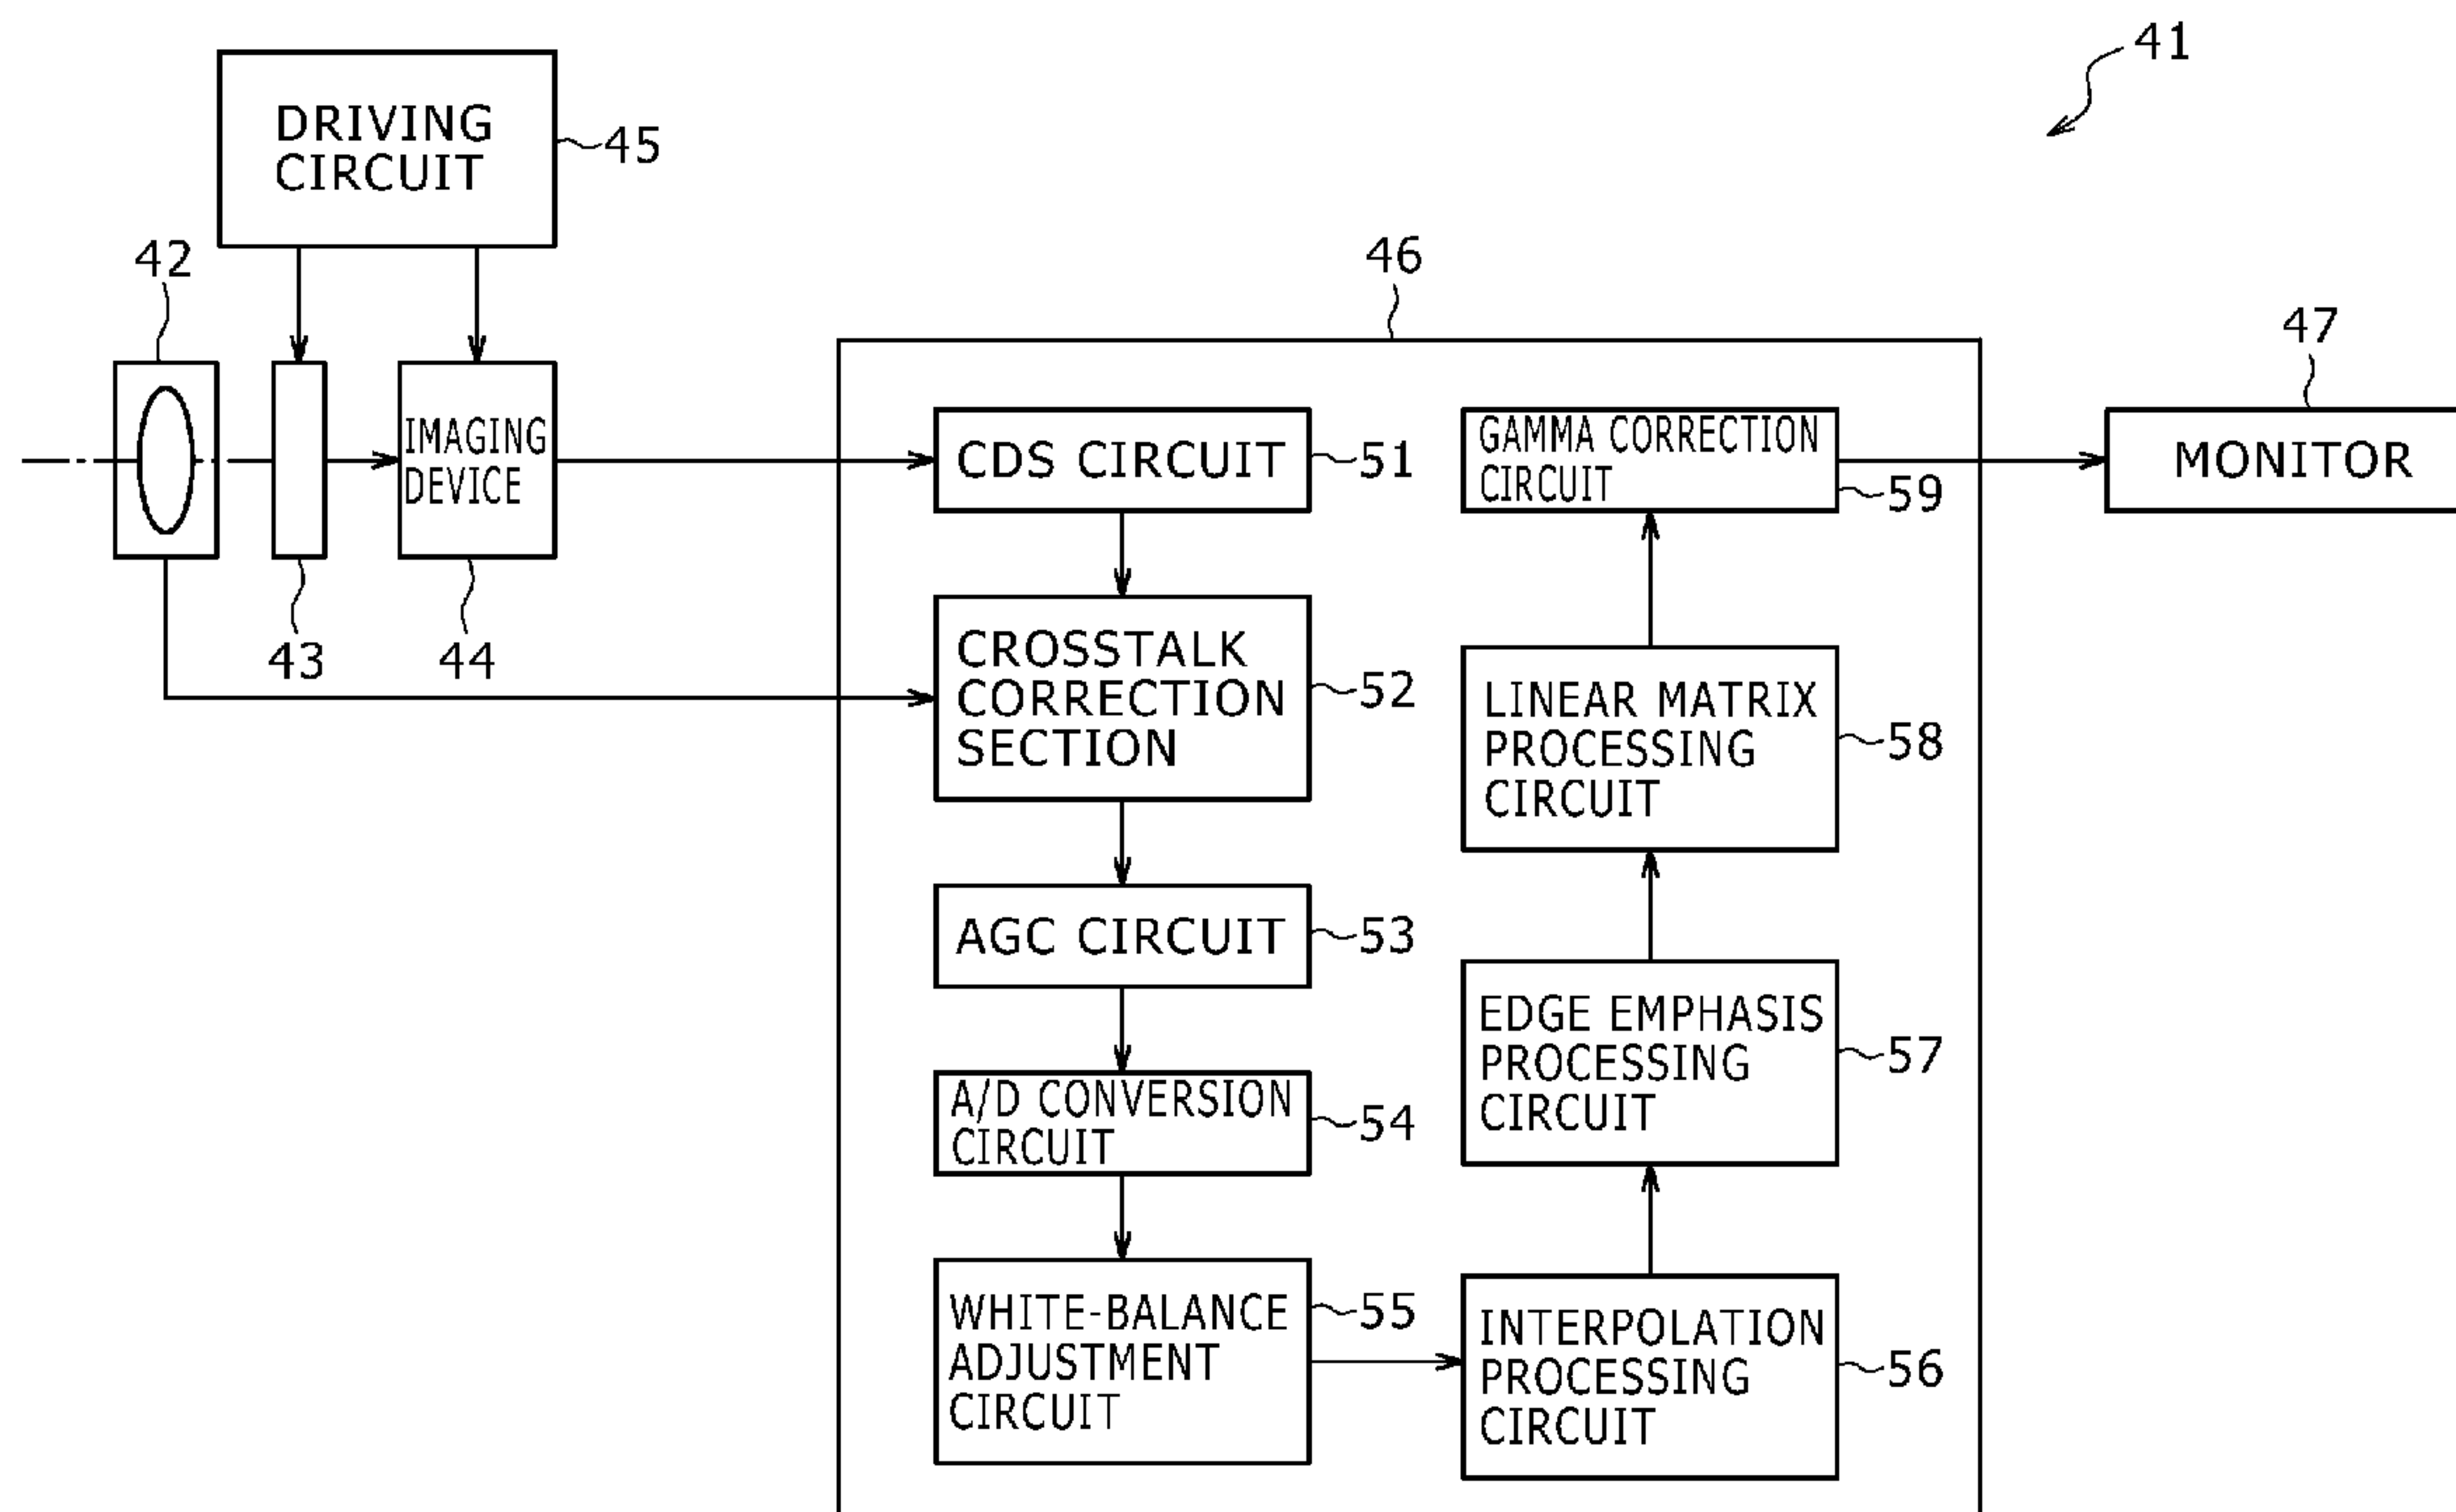 41
DRIVING
CIRCUIT
45
42
46
47
IMAGING
DEVICE
43
44
CDS CIRCUIT
51
CROSSTALK
CORRECTION
SECTION
52
AGC CIRCUIT
53
A/D CONVERSION
CIRCUIT
54
WHITE-BALANCE
ADJUSTMENT
CIRCUIT
55
INTERPOLATION
PROCESSING
CIRCUIT
56
EDGE EMPHASIS
PROCESSING
CIRCUIT
57
LINEAR MATRIX
PROCESSING
CIRCUIT
58
GAMMA CORRECTION
CIRCUIT
59
MONITOR